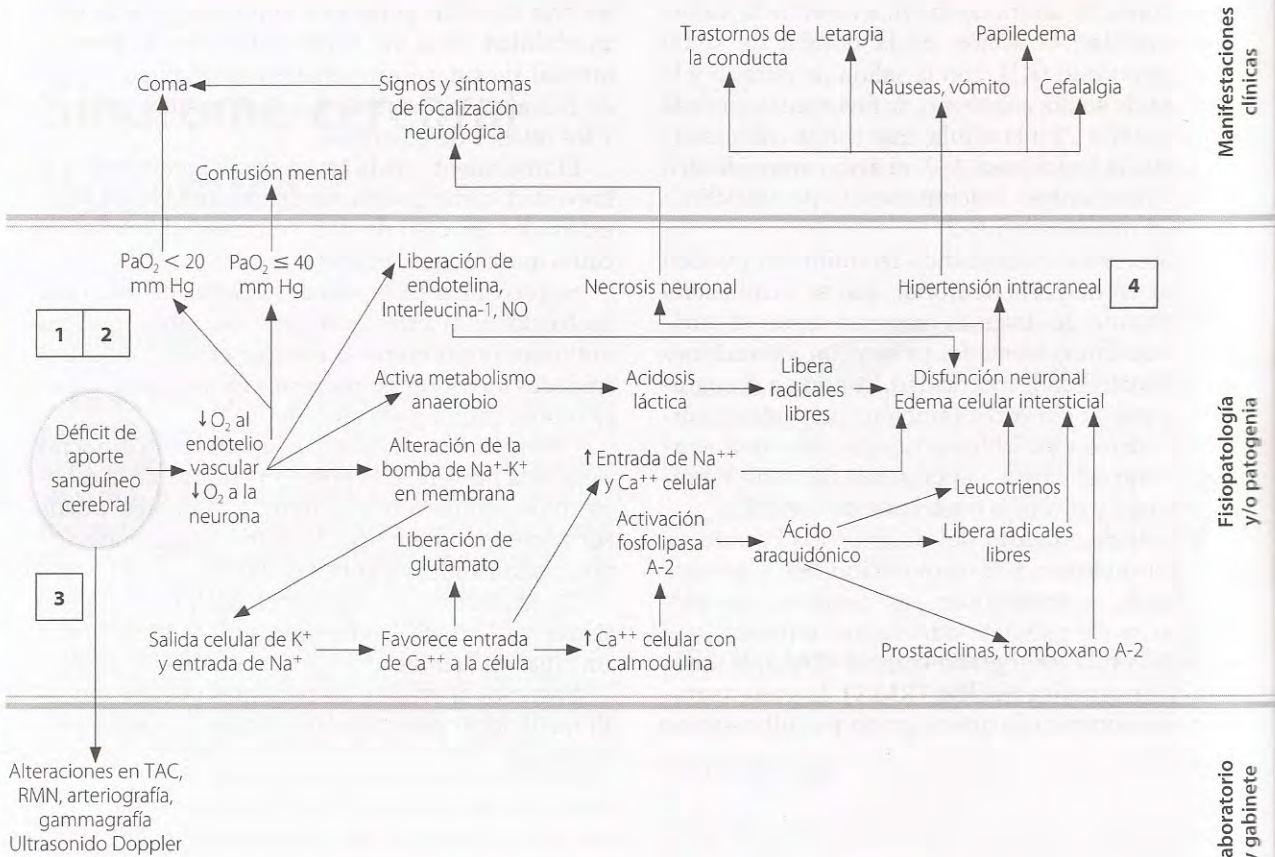 Trastornos de
la conducta
Letargia
Papiledema
Coma
Signos y síntomas
de focalización
neurológica
Náuseas, vómito
Cefalalgia
Confusión mental
Manifestaciones
clínicas
PaO₂ < 20
mm Hg
PaO₂ ≤ 40
mm Hg
Liberación de
endotelina,
Interleucina-1, NO
Necrosis neuronal
Hipertensión intracraneal
4
1
2
Activa metabolismo
anaerobio
Acidosis
láctica
Libera
radicales
libres
Disfunción neuronal
Edema celular intersticial
Déficit de
aporte
sanguíneo
cerebral
↓ O₂ al
endotelio
vascular
↓ O₂ a la
neurona
Alteración de la
bomba de Na⁺-K⁺
en membrana
↑ Entrada de Na⁺⁺
y Ca⁺⁺ celular
Leucotrienos
Liberación de
glutamato
Activación
fosfolipasa
A-2
Ácido
araquidónico
Libera radicales
libres
3
Salida celular de K⁺
y entrada de Na⁺
Favorece entrada
de Ca⁺⁺ a la célula
↑ Ca⁺⁺ celular con
calmodulina
Prostaciclinas, tromboxano A-2
Fisiopatología
y/o patogenia
Alteraciones en TAC,
RMN, arteriografía,
gammagrafía
Ultrasonido Doppler
aboratorio
y gabinete